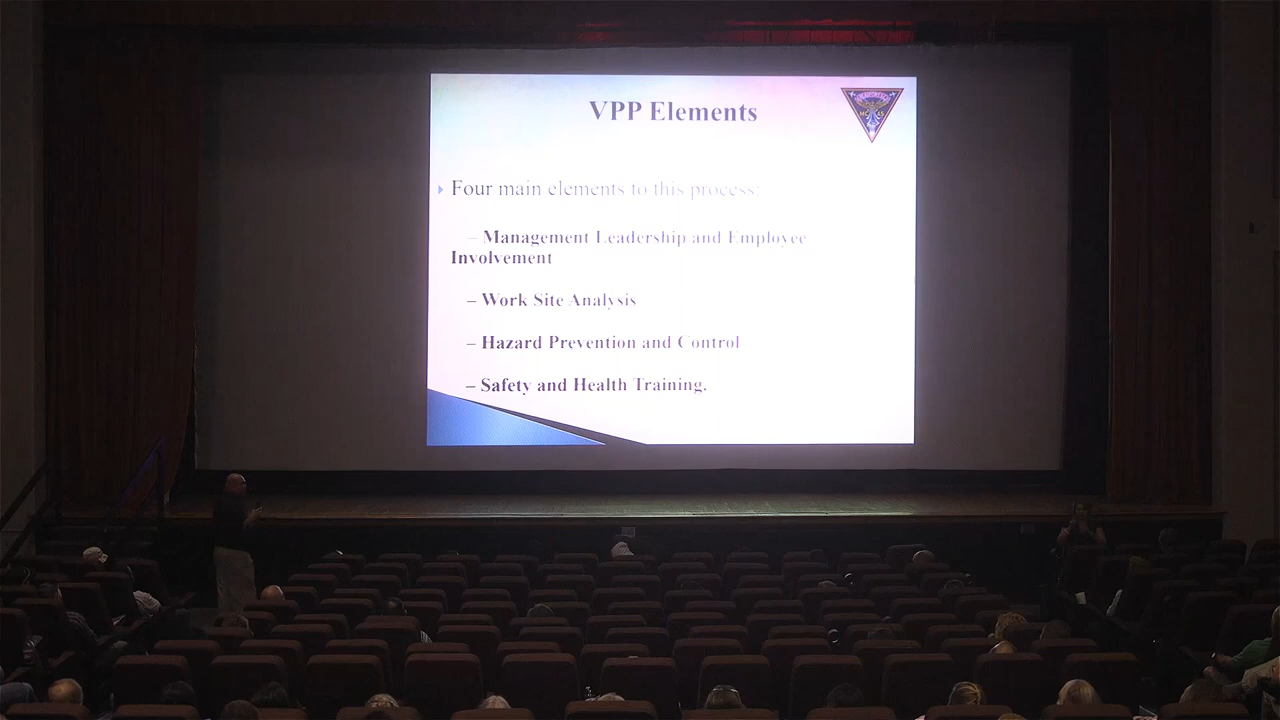 VPP Elements
Four main elements to this process:
– Management Leadership and Employee
Involvement
– Work Site Analysis
– Hazard Prevention and Control
– Safety and Health Training.